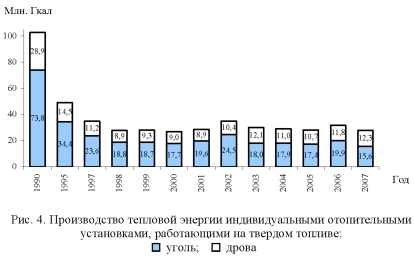 Млн. Гкал
100
80
60
40
20
0
28,9 14,5 11,2 8,9 9,3 9,0 8,9 10,4 12,1 11,0 10,7 11,8 12,3
73,8 34,4 23,6 18,8 18,7 17,7 19,6 24,5 18,0 17,9 17,4 19,9 15,6
1990 1995 1997 1998 1999 2000 2001 2002 2003 2004 2005 2006 2007 Год
Рис. 4. Производство тепловой энергии индивидуальными отопительными
установками, работающими на твердом топливе:
уголь; дрова